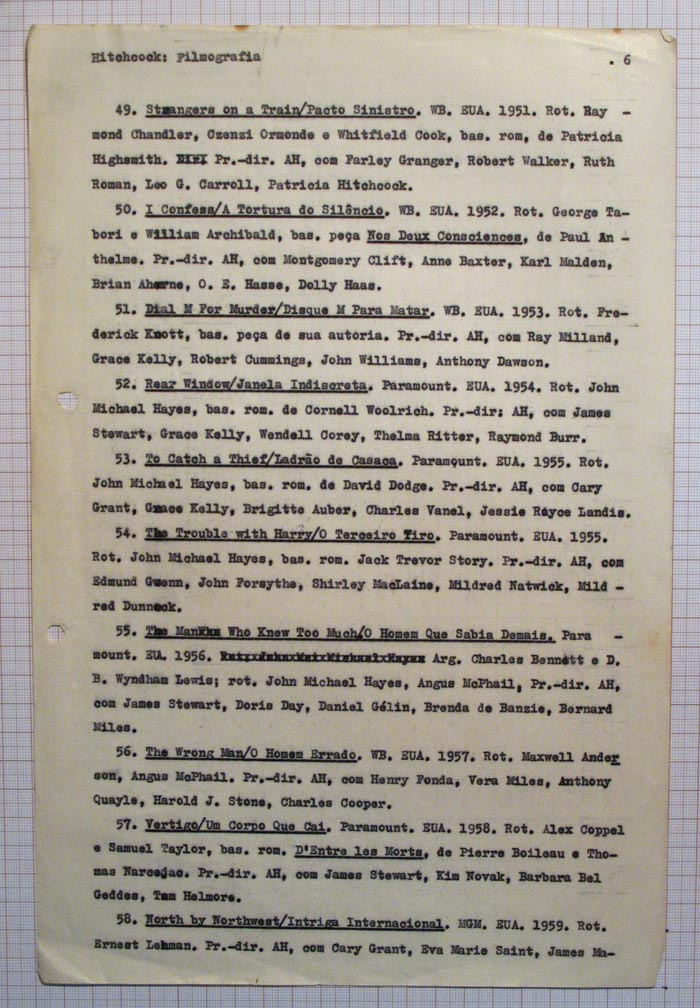 Hitchcock: Filmografia . 6
49. Strangers on a Train/Pacto Sinistro. WB. EUA. 1951. Rot. Ray -
mond Chandler, Czenzi Ormonde e Whitfield Cook, bas. rom, de Patricia
Highsmith. Pr.-dir. AH, com Farley Granger, Robert Walker, Ruth
Roman, Leo G. Carroll, Patricia Hitchcock.
50. I Confess/A Tortura do Silêncio. WB. EUA. 1952. Rot. George Ta-
bori e William Archibald, bas. peça Nos Deux Consciences, de Paul An -
thelme. Pr.-dir. AH, com Montgomery Clift, Anne Baxter, Karl Malden,
Brian Aherne, O. E. Hasse, Dolly Haas.
51. Dial M For Murder/Disque M Para Matar. WB. EUA. 1953. Rot. Fre-
derick Knott, bas. peça de sua autoria. Pr.-dir. AH, com Ray Milland,
Grace Kelly, Robert Cummings, John Williams, Anthony Dawson.
52. Rear Window/Janela Indiscreta. Paramount. EUA. 1954. Rot. John
Michael Hayes, bas. rom. de Cornell Woolrich. Pr.-dir; AH, com James
Stewart, Grace Kelly, Wendell Corey, Thelma Ritter, Raymond Burr.
53. To Catch a Thief/Ladrão de Casaca. Paramount. EUA. 1955. Rot.
John Michael Hayes, bas. rom. de David Dodge. Pr.-dir. AH, com Cary
Grant, Grace Kelly, Brigitte Auber, Charles Vanel, Jessie Royce Landis.
54. The Trouble with Harry/O Terceiro Tiro. Paramount. EUA. 1955.
Rot. John Michael Hayes, bas. rom. Jack Trevor Story. Pr.-dir. AH, com
Edmund Gwenn, John Forsythe, Shirley MacLaine, Mildred Natwick, Mild -
red Dunnock.
55. The Man Who Knew Too Much/O Homem Que Sabia Demais. Para -
mount. EUA. 1956. Arg. Charles Bennett e D.
B. Wyndham Lewis; rot. John Michael Hayes, Angus McPhail, Pr.-dir. AH,
com James Stewart, Doris Day, Daniel Gélin, Brenda de Banzie, Bernard
Miles.
56. The Wrong Man/O Homem Errado. WB. EUA. 1957. Rot. Maxwell Ander
son, Angus McPhail. Pr.-dir. AH, com Henry Fonda, Vera Miles, Anthony
Quayle, Harold J. Stone, Charles Cooper.
57. Vertigo/Um Corpo Que Cai. Paramount. EUA. 1958. Rot. Alex Coppel
e Samuel Taylor, bas. rom. D'Entre les Morts, de Pierre Boileau e Tho-
mas Narcejac. Pr.-dir. AH, com James Stewart, Kim Novak, Barbara Bel
Geddes, Tom Helmore.
58. North by Northwest/Intriga Internacional. MGM. EUA. 1959. Rot.
Ernest Lehman. Pr.-dir. AH, com Cary Grant, Eva Marie Saint, James Ma-